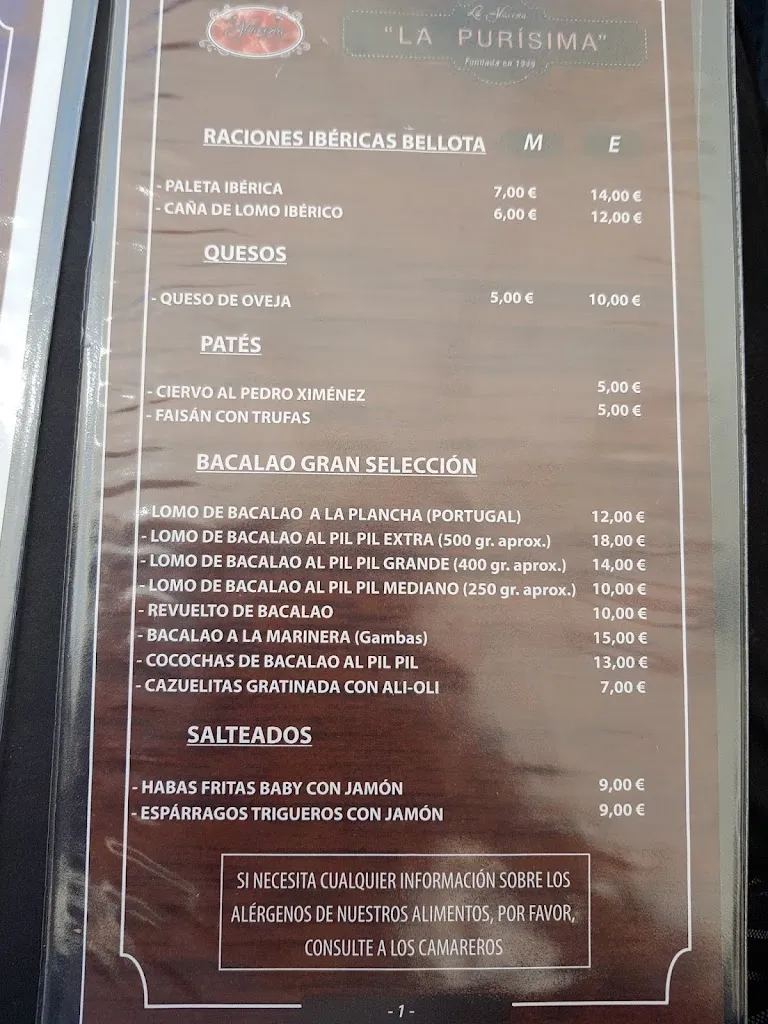 "LA PURÍSIMA"
Fundada en 1949
RACIONES IBÉRICAS BELLOTA M E
- PALETA IBÉRICA 7,00 € 14,00 €
- CAÑA DE LOMO IBÉRICO 6,00 € 12,00 €
QUESOS
- QUESO DE OVEJA 5,00 € 10,00 €
PATÉS
- CIERVO AL PEDRO XIMÉNEZ 5,00 €
- FAISÁN CON TRUFAS 5,00 €
BACALAO GRAN SELECCIÓN
- LOMO DE BACALAO A LA PLANCHA (PORTUGAL) 12,00 €
- LOMO DE BACALAO AL PIL PIL EXTRA (500 gr. aprox.) 18,00 €
- LOMO DE BACALAO AL PIL PIL GRANDE (400 gr. aprox.) 14,00 €
- LOMO DE BACALAO AL PIL PIL MEDIANO (250 gr. aprox.) 10,00 €
- REVUELTO DE BACALAO 10,00 €
- BACALAO A LA MARINERA (Gambas) 15,00 €
- COCOCHAS DE BACALAO AL PIL PIL 13,00 €
- CAZUELITAS GRATINADA CON ALI-OLI 7,00 €
SALTEADOS
- HABAS FRITAS BABY CON JAMÓN 9,00 €
- ESPÁRRAGOS TRIGUEROS CON JAMÓN 9,00 €
SI NECESITA CUALQUIER INFORMACIÓN SOBRE LOS
ALÉRGENOS DE NUESTROS ALIMENTOS, POR FAVOR,
CONSULTE A LOS CAMAREROS
- 1 -